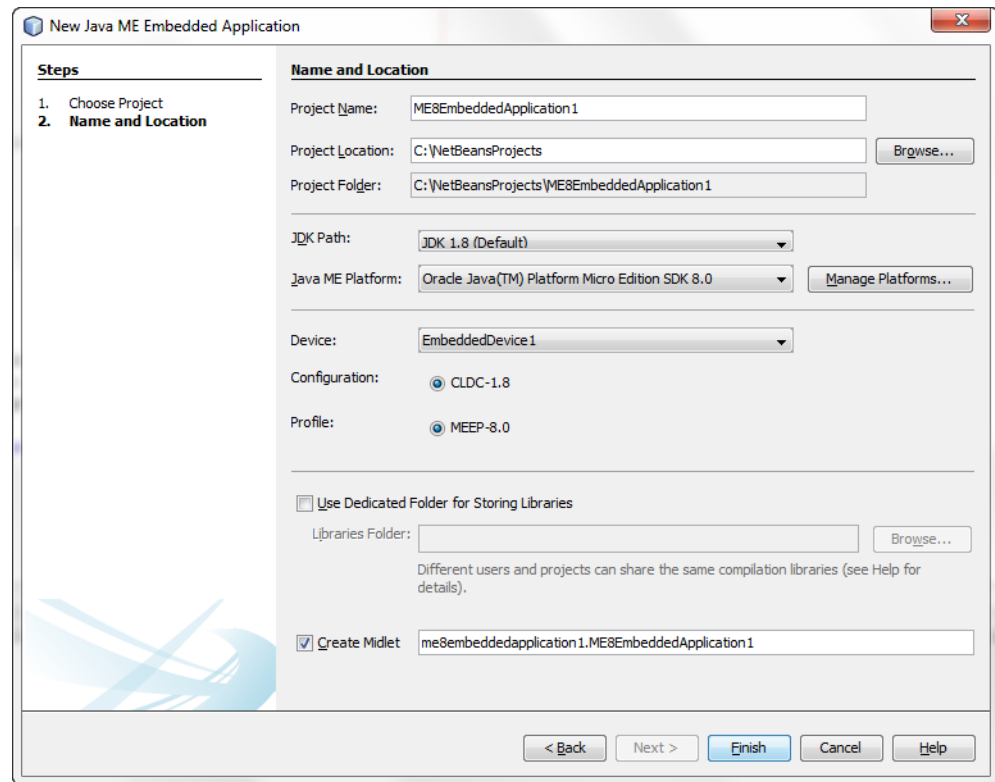 New Java ME Embedded Application
Steps
1. Choose Project
2. Name and Location
Name and Location
Project Name: ME8EmbeddedApplication1
Project Location: C:\NetBeansProjects Browse...
Project Folder: C:\NetBeansProjects\ME8EmbeddedApplication1
JDK Path: JDK 1.8 (Default)
Java ME Platform: Oracle Java(TM) Platform Micro Edition SDK 8.0 Manage Platforms...
Device: EmbeddedDevice1
Configuration: CLDC-1.8
Profile: MEEP-8.0
Use Dedicated Folder for Storing Libraries
Libraries Folder: Browse...
Different users and projects can share the same compilation libraries (see Help for
details).
Create Midlet me8embeddedapplication1.ME8EmbeddedApplication1
< Back Next > Finish Cancel Help